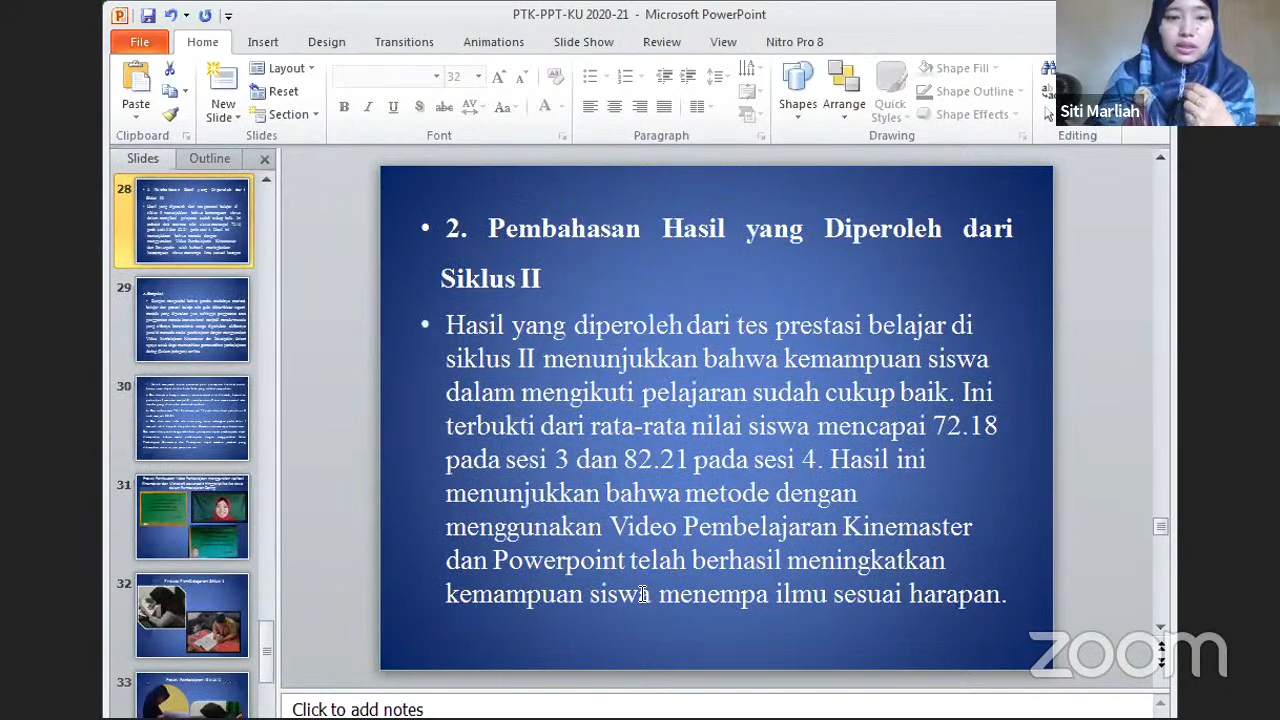 PTK-PPT-KU 2020-21 - Microsoft PowerPoint
File Home Insert Design Transitions Animations Slide Show Review View Nitro Pro 8
Paste
Clipboard
New Slide
Layout
Reset
Section
Slides
32
Font
Paragraph
Shapes
Arrange
Quick Styles
Shape Fill
Shape Outline
Shape Effects
Drawing
Editing
Siti Marliah
Slides Outline
28
29
30
31
32
33
• 2. Pembahasan Hasil yang Diperoleh dari
Siklus II
• Hasil yang diperoleh dari tes prestasi belajar di
siklus II menunjukkan bahwa kemampuan siswa
dalam mengikuti pelajaran sudah cukup baik. Ini
terbukti dari rata-rata nilai siswa mencapai 72.18
pada sesi 3 dan 82.21 pada sesi 4. Hasil ini
menunjukkan bahwa metode dengan
menggunakan Video Pembelajaran Kinemaster
dan Powerpoint telah berhasil meningkatkan
kemampuan siswa menempa ilmu sesuai harapan.
zoom
Click to add notes